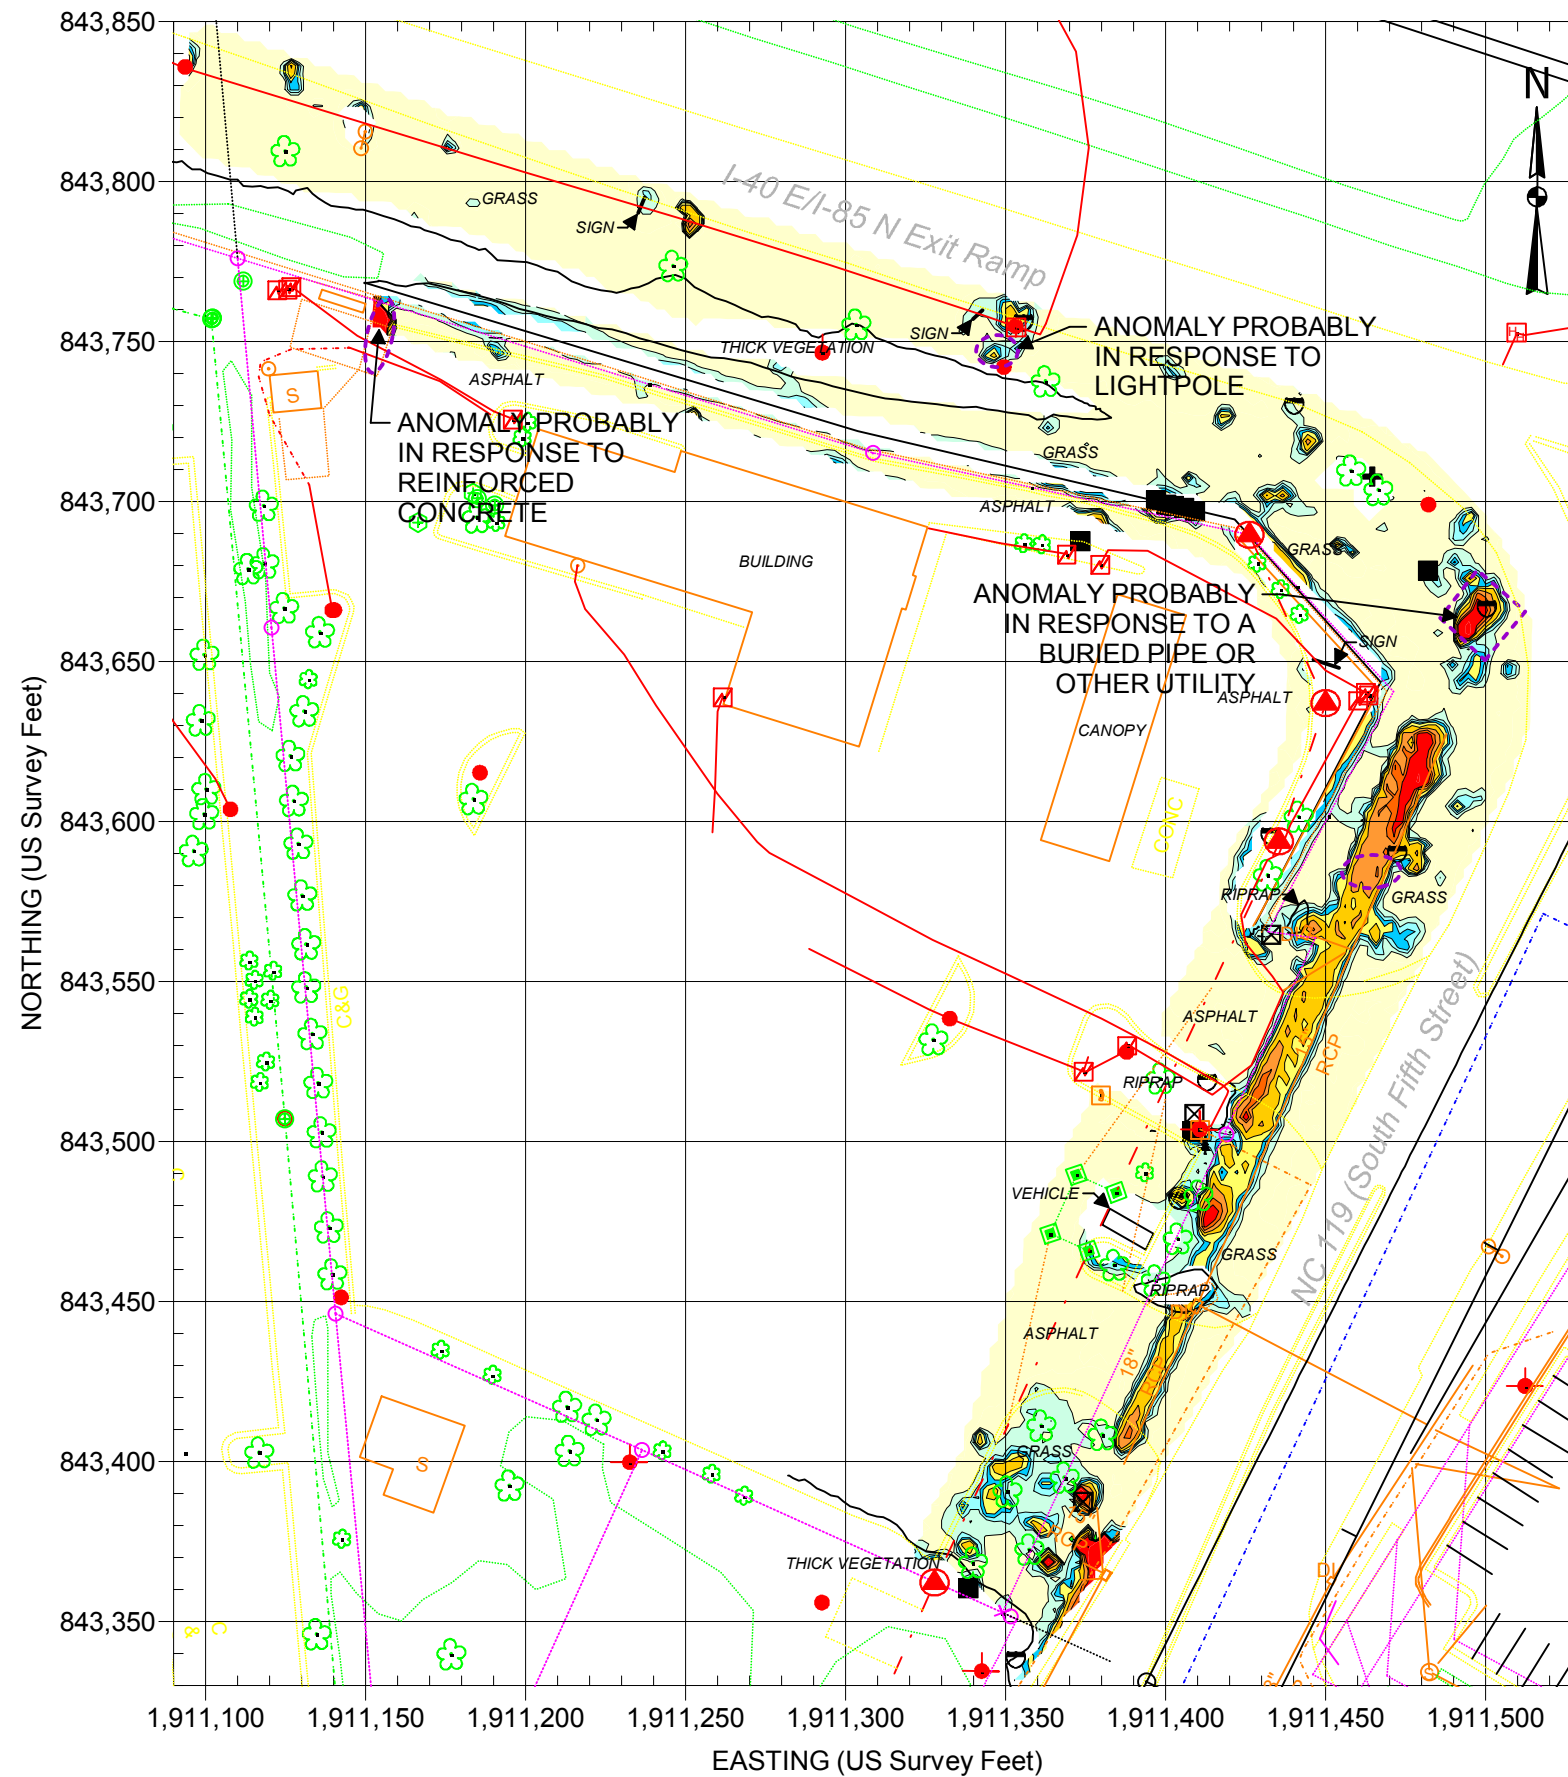 843,850
N
843,800
GRASS
I-40 E/I-85 N Exit Ramp
SIGN
843,750
SIGN
ANOMALY PROBABLY
IN RESPONSE TO
LIGHTPOLE
THICK VEGETATION
ASPHALT
S
ANOMALY PROBABLY
IN RESPONSE TO
REINFORCED
CONCRETE
GRASS
843,700
ASPHALT
GRASS
BUILDING
ANOMALY PROBABLY
IN RESPONSE TO A
BURIED PIPE OR
OTHER UTILITY
SIGN
843,650
ASPHALT
CANOPY
843,600
CONC
RIPRAP
GRASS
843,550
C&G
ASPHALT
RCP
NC 119 (South Fifth Street)
RIPRAP
843,500
VEHICLE
GRASS
RIPRAP
843,450
ASPHALT
18"
RCP
GRASS
843,400
S
THICK VEGETATION
DI
843,350
C
&
S
1,911,100
1,911,150
1,911,200
1,911,250
1,911,300
1,911,350
1,911,400
1,911,450
1,911,500
NORTHING (US Survey Feet)
EASTING (US Survey Feet)